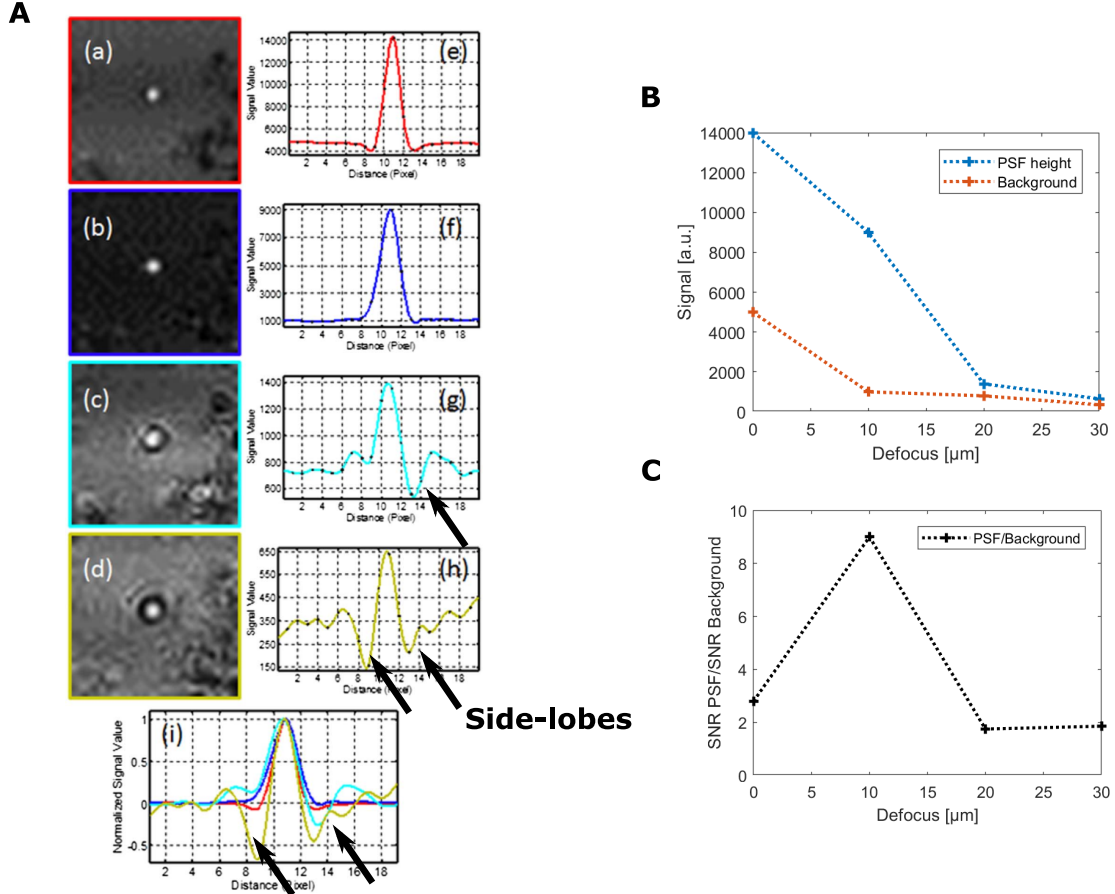 A
(a)
(e)
14000
12000
10000
8000
6000
4000
Signal Value
2 4 6 8 10 12 14 16 18
Distance (Pixel)
(b)
(f)
9000
7000
5000
3000
1000
Signal Value
2 4 6 8 10 12 14 16 18
Distance (Pixel)
(c)
(g)
1400
1200
1000
800
600
Signal Value
2 4 6 8 10 12 14 16 18
Distance (Pixel)
(d)
(h)
650
550
450
350
250
150
Signal Value
2 4 6 8 10 12 14 16 18
Distance (Pixel)
Side-lobes
(i)
1
0.5
0
-0.5
Normalized Signal Value
2 4 6 8 10 12 14 16 18
Distance (Pixel)
B
14000
12000
10000
8000
6000
4000
2000
0
Signal [a.u.]
PSF height
Background
0 5 10 15 20 25 30
Defocus [μm]
C
10
8
6
4
2
0
SNR PSF/SNR Background
PSF/Background
0 5 10 15 20 25 30
Defocus [μm]